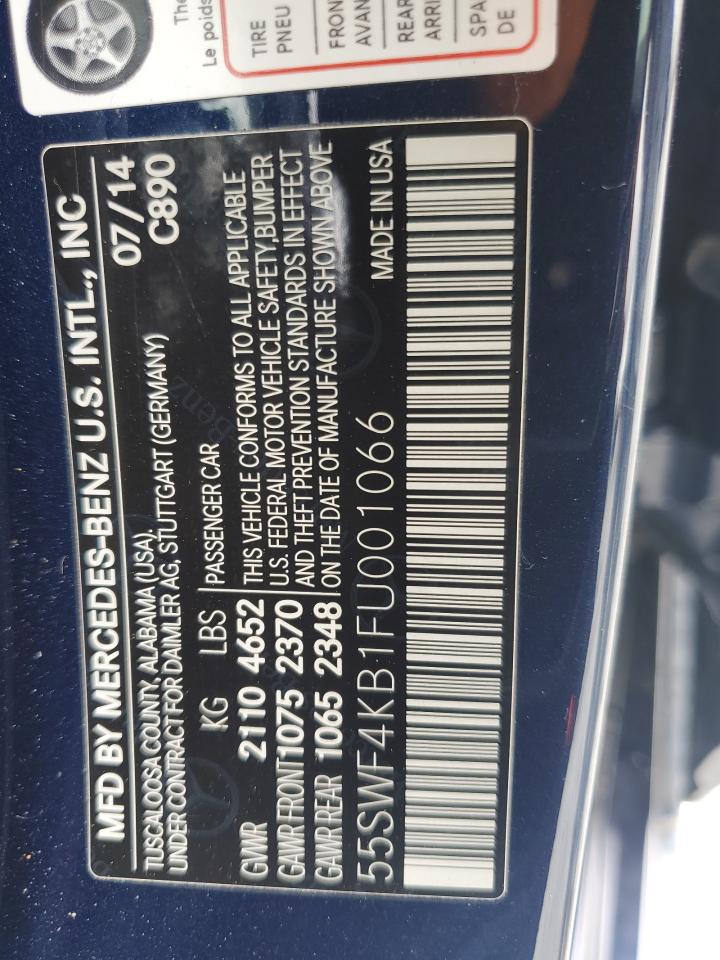 The
Le poids
TIRE
PNEU
FRON
AVAN
REAR
ARRI
SPA
DE
MFD BY MERCEDES-BENZ U.S. INTL., INC
TUSCALOOSA COUNTY, ALABAMA (USA), 07/14
UNDER CONTRACT FOR DAIMLER AG, STUTTGART (GERMANY) C890
KG LBS PASSENGER CAR
GWR 2110 4652 THIS VEHICLE CONFORMS TO ALL APPLICABLE
GAWR FRONT 1075 2370 U.S. FEDERAL MOTOR VEHICLE SAFETY, BUMPER
GAWR REAR 1065 2348 AND THEFT PREVENTION STANDARDS IN EFFECT
ON THE DATE OF MANUFACTURE SHOWN ABOVE
55SWF4KB1FU001066 MADE IN USA